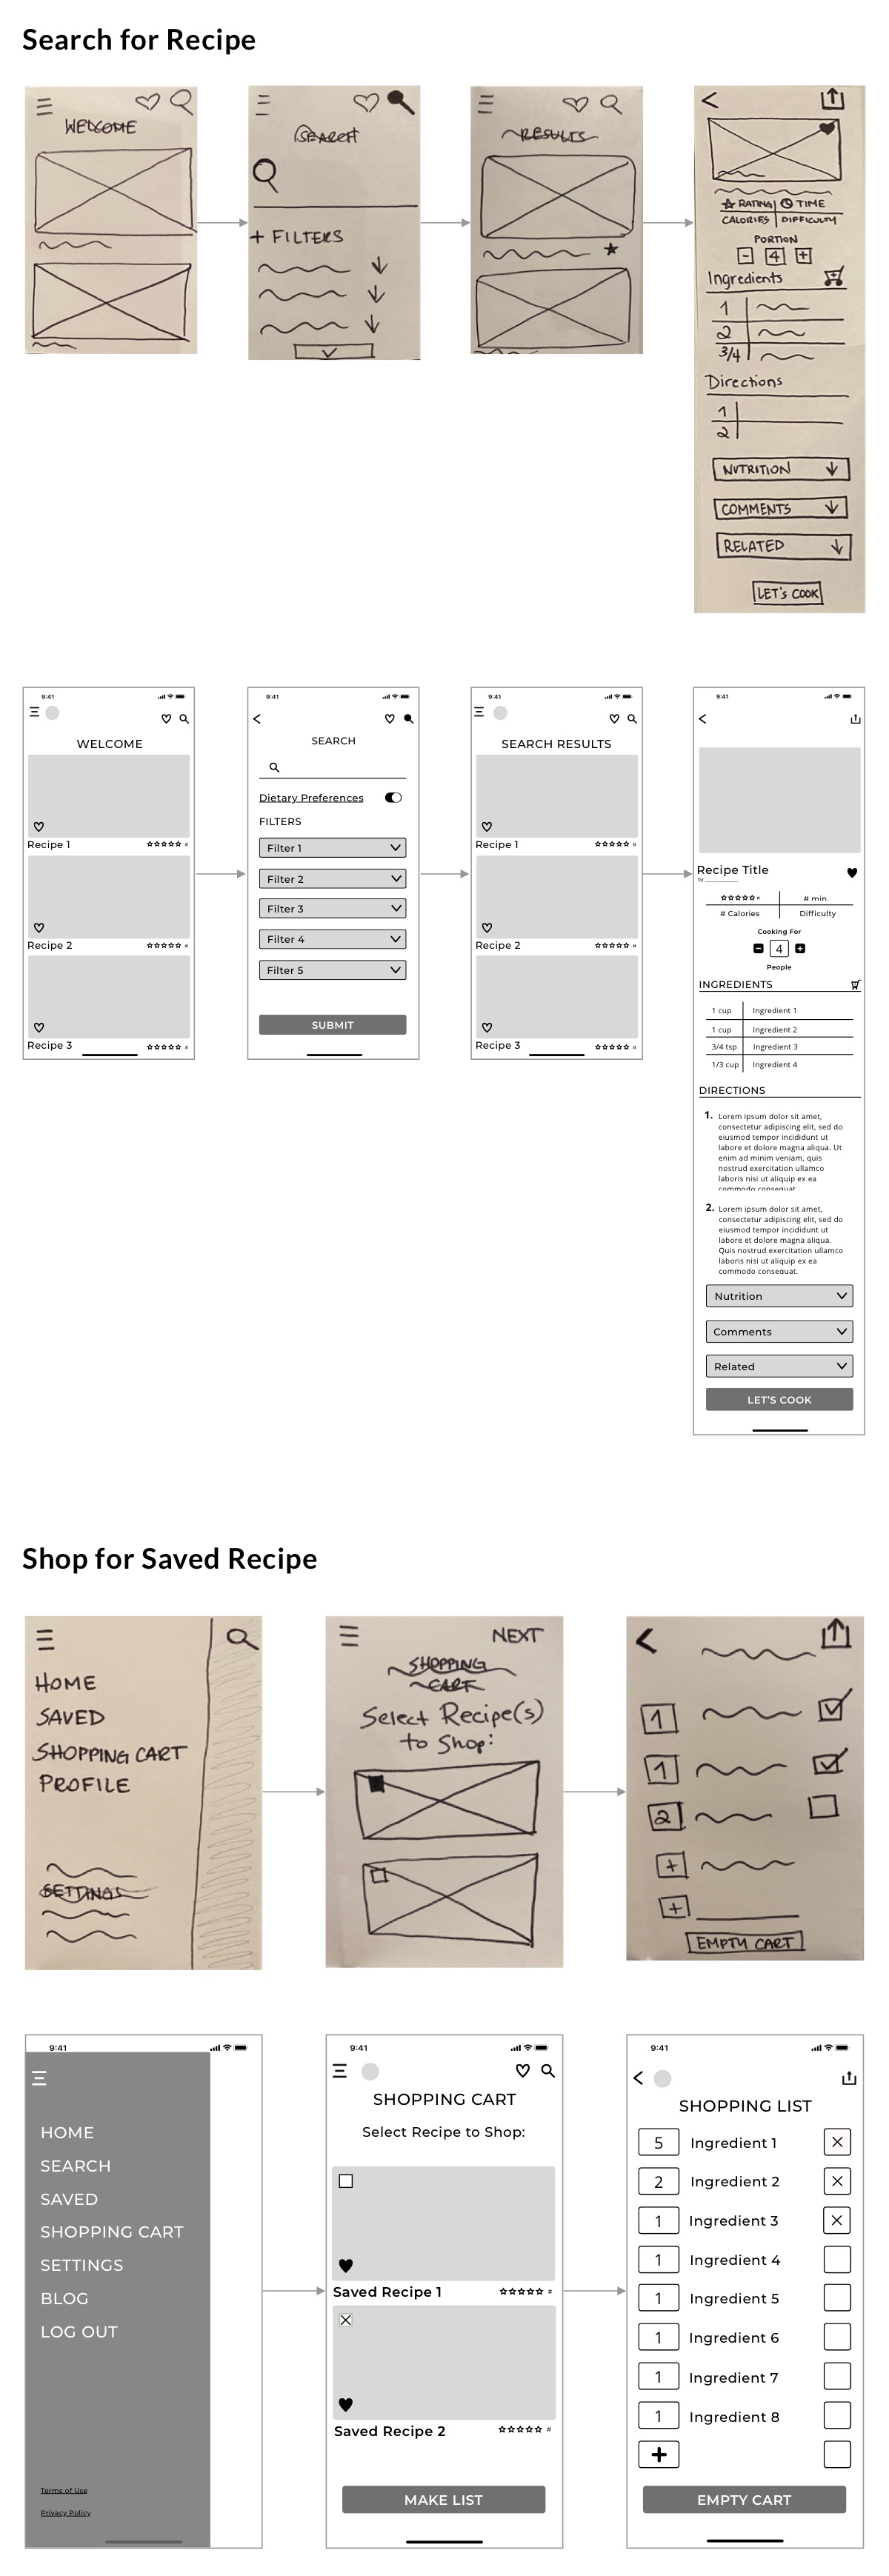 Search for Recipe
WELCOME
SEARCH
+ FILTERS
RESULTS
RATING TIME
CALORIES DIFFICULTY
PORTION
- 4 +
Ingredients
1
2
3/4
Directions
1
2
NUTRITION
COMMENTS
RELATED
LET'S COOK
9:41
WELCOME
Recipe 1 #
Recipe 2 #
Recipe 3 #
9:41
SEARCH
Dietary Preferences
FILTERS
Filter 1
Filter 2
Filter 3
Filter 4
Filter 5
SUBMIT
9:41
SEARCH RESULTS
Recipe 1 #
Recipe 2 #
Recipe 3 #
9:41
Recipe Title
by
# # min
# Calories Difficulty
Cooking For
- 4 +
People
INGREDIENTS
1 cup Ingredient 1
1 cup Ingredient 2
3/4 tsp Ingredient 3
1/3 cup Ingredient 4
DIRECTIONS
1. Lorem ipsum dolor sit amet,
consectetur adipiscing elit, sed do
eiusmod tempor incididunt ut
labore et dolore magna aliqua. Ut
enim ad minim veniam, quis
nostrud exercitation ullamco
laboris nisi ut aliquip ex ea
commodo consequat.
2. Lorem ipsum dolor sit amet,
consectetur adipiscing elit, sed do
eiusmod tempor incididunt ut
labore et dolore magna aliqua.
Quis nostrud exercitation ullamco
laboris nisi ut aliquip ex ea
commodo consequat.
Nutrition
Comments
Related
LET'S COOK
Shop for Saved Recipe
HOME
SAVED
SHOPPING CART
PROFILE
SETTINGS
NEXT
SHOPPING
CART
Select Recipe(s)
to Shop:
1
1
2
+
+
EMPTY CART
9:41
HOME
SEARCH
SAVED
SHOPPING CART
SETTINGS
BLOG
LOG OUT
Terms of Use
Privacy Policy
9:41
SHOPPING CART
Select Recipe to Shop:
Saved Recipe 1 #
Saved Recipe 2 #
MAKE LIST
9:41
SHOPPING LIST
5 Ingredient 1
2 Ingredient 2
1 Ingredient 3
1 Ingredient 4
1 Ingredient 5
1 Ingredient 6
1 Ingredient 7
1 Ingredient 8
+
EMPTY CART